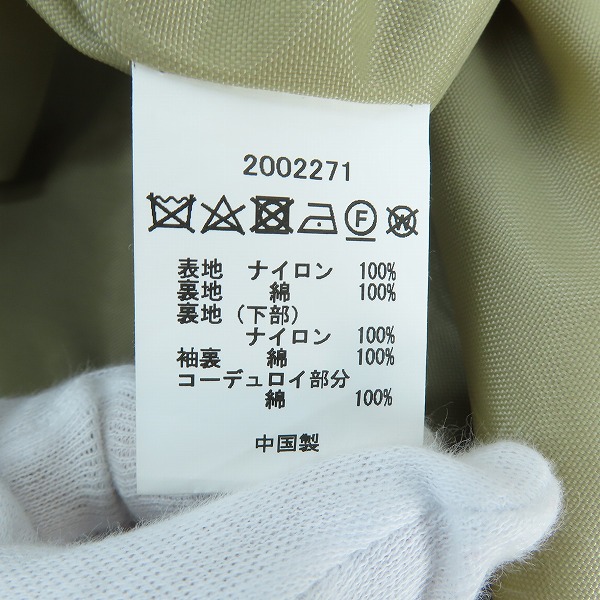 2002271
F W
表地 ナイロン 100%
裏地 綿 100%
裏地(下部)
ナイロン 100%
袖裏 綿 100%
コーデュロイ部分
綿 100%
中国製